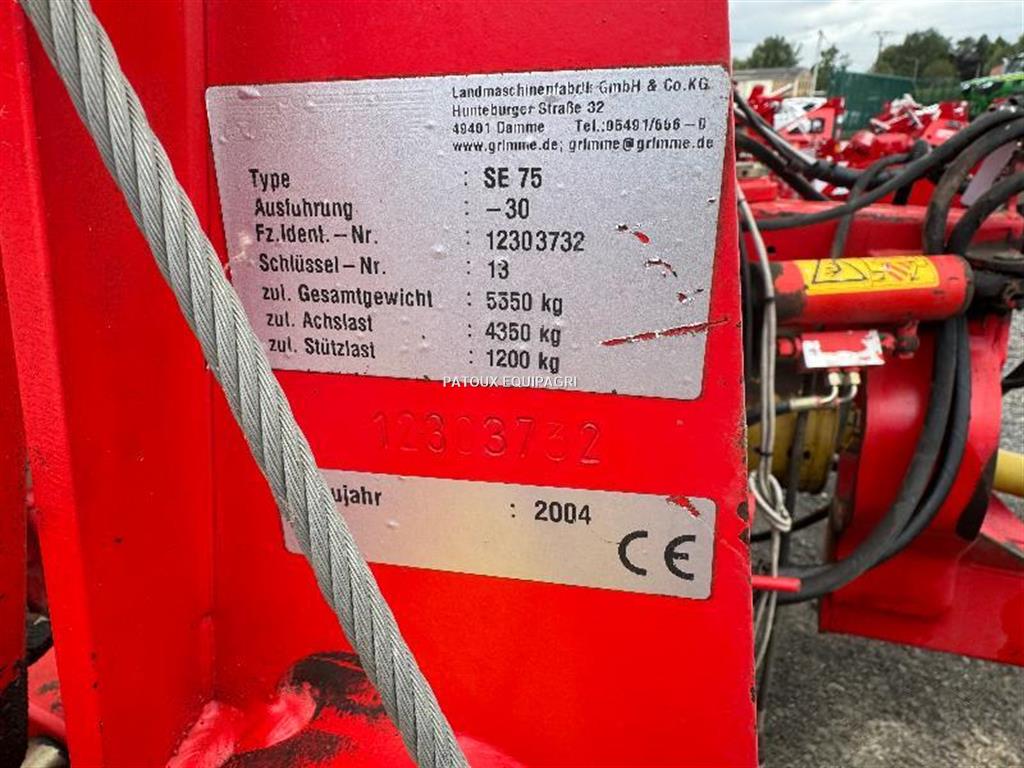 Landmaschinenfabrik GmbH & Co.KG
Hunteburger Straße 32
49401 Damme Tel.:05491/666-0
www.grimme.de; grimme@grimme.de
Type : SE 75
Ausführung : -30
Fz.Ident.-Nr. : 12303732
Schlüssel-Nr. : 13
zul. Gesamtgewicht : 5350 kg
zul. Achslast : 4350 kg
zul. Stützlast : 1200 kg
PATOUX EQUIPAGRI
12303732
ujahr : 2004
CE